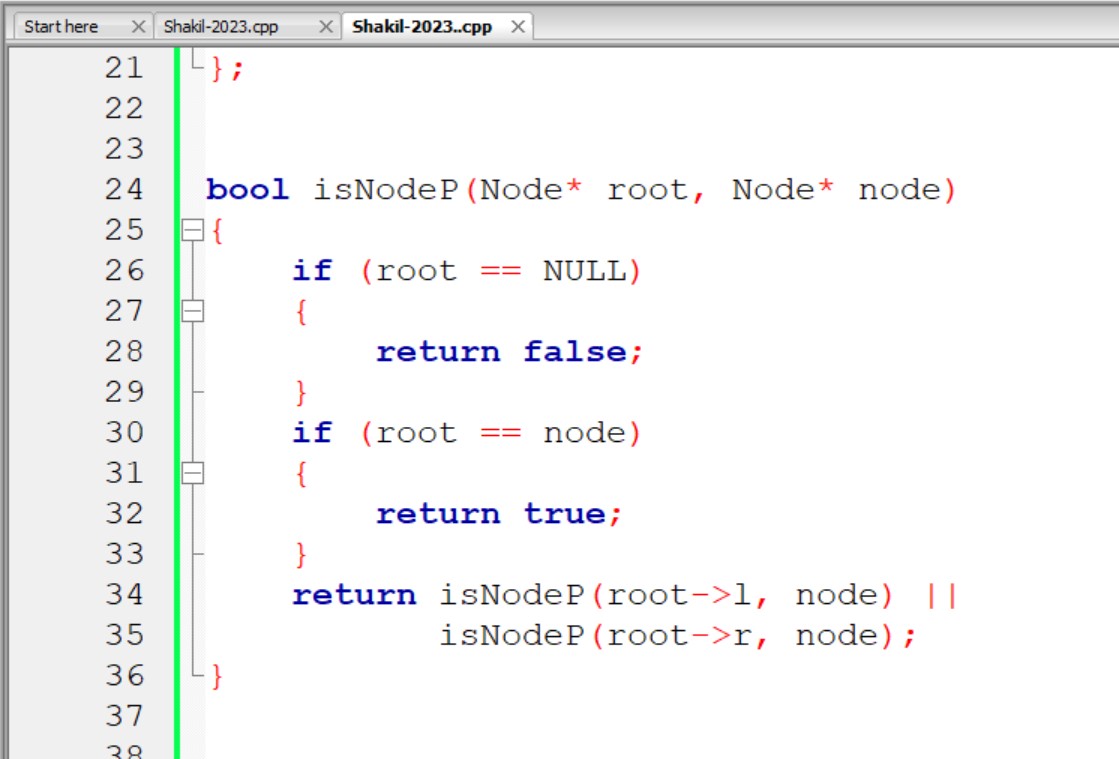 Start here Shakil-2023.cpp Shakil-2023..cpp
21 };
22
23
24 bool isNodeP(Node* root, Node* node)
25 {
26 if (root == NULL)
27 {
28 return false;
29 }
30 if (root == node)
31 {
32 return true;
33 }
34 return isNodeP(root->l, node) ||
35 isNodeP(root->r, node);
36 }
37
38